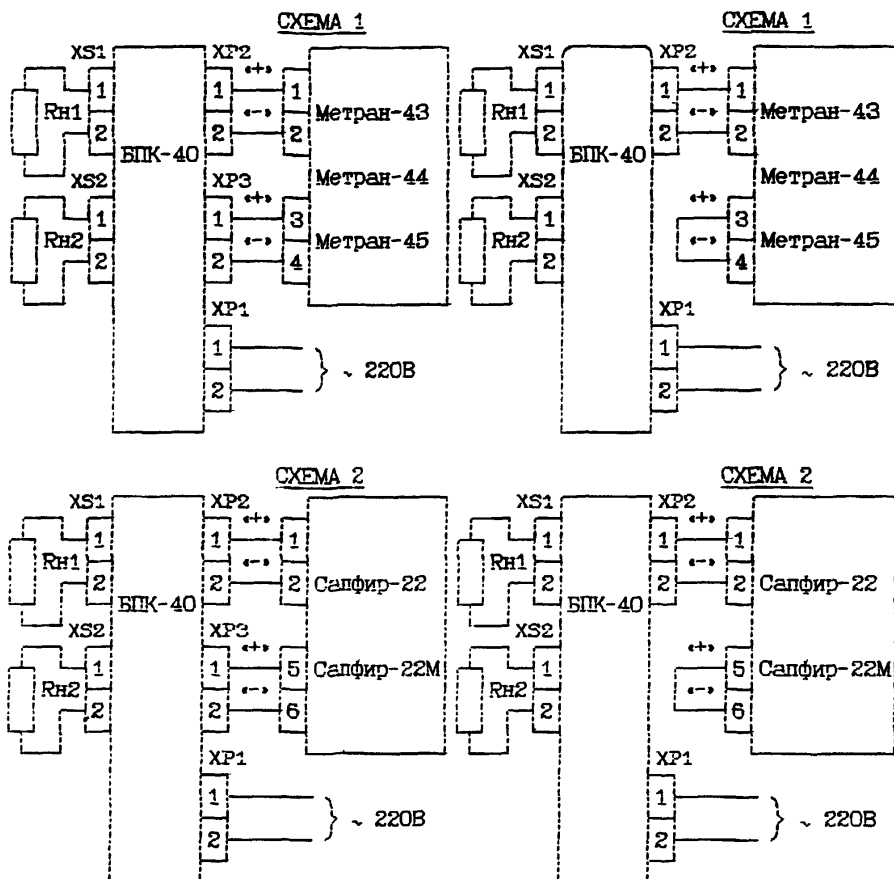 СХЕМА 1
XS1 XP2 «+»
1 1 1
Rн1 «-» Метран-43
2 2 2
БПК-40
XS2 XP3 «+» Метран-44
1 1 3
Rн2 «-» Метран-45
2 2 4
XP1
1
~ 220В
2
СХЕМА 1
XS1 XP2 «+»
1 1 1
Rн1 «-» Метран-43
2 2 2
БПК-40
XS2 «+» Метран-44
1 3
Rн2 «-» Метран-45
2 4
XP1
1
~ 220В
2
СХЕМА 2
XS1 XP2 «+»
1 1 1
Rн1 «-»
2 2 2 Сапфир-22
БПК-40
XS2 XP3 «+»
1 1 5 Сапфир-22М
Rн2 «-»
2 2 6
XP1
1
~ 220В
2
СХЕМА 2
XS1 XP2 «+»
1 1 1
Rн1 «-»
2 2 2 Сапфир-22
БПК-40
XS2 «+»
1 5 Сапфир-22М
Rн2 «-»
2 6
XP1
1
~ 220В
2